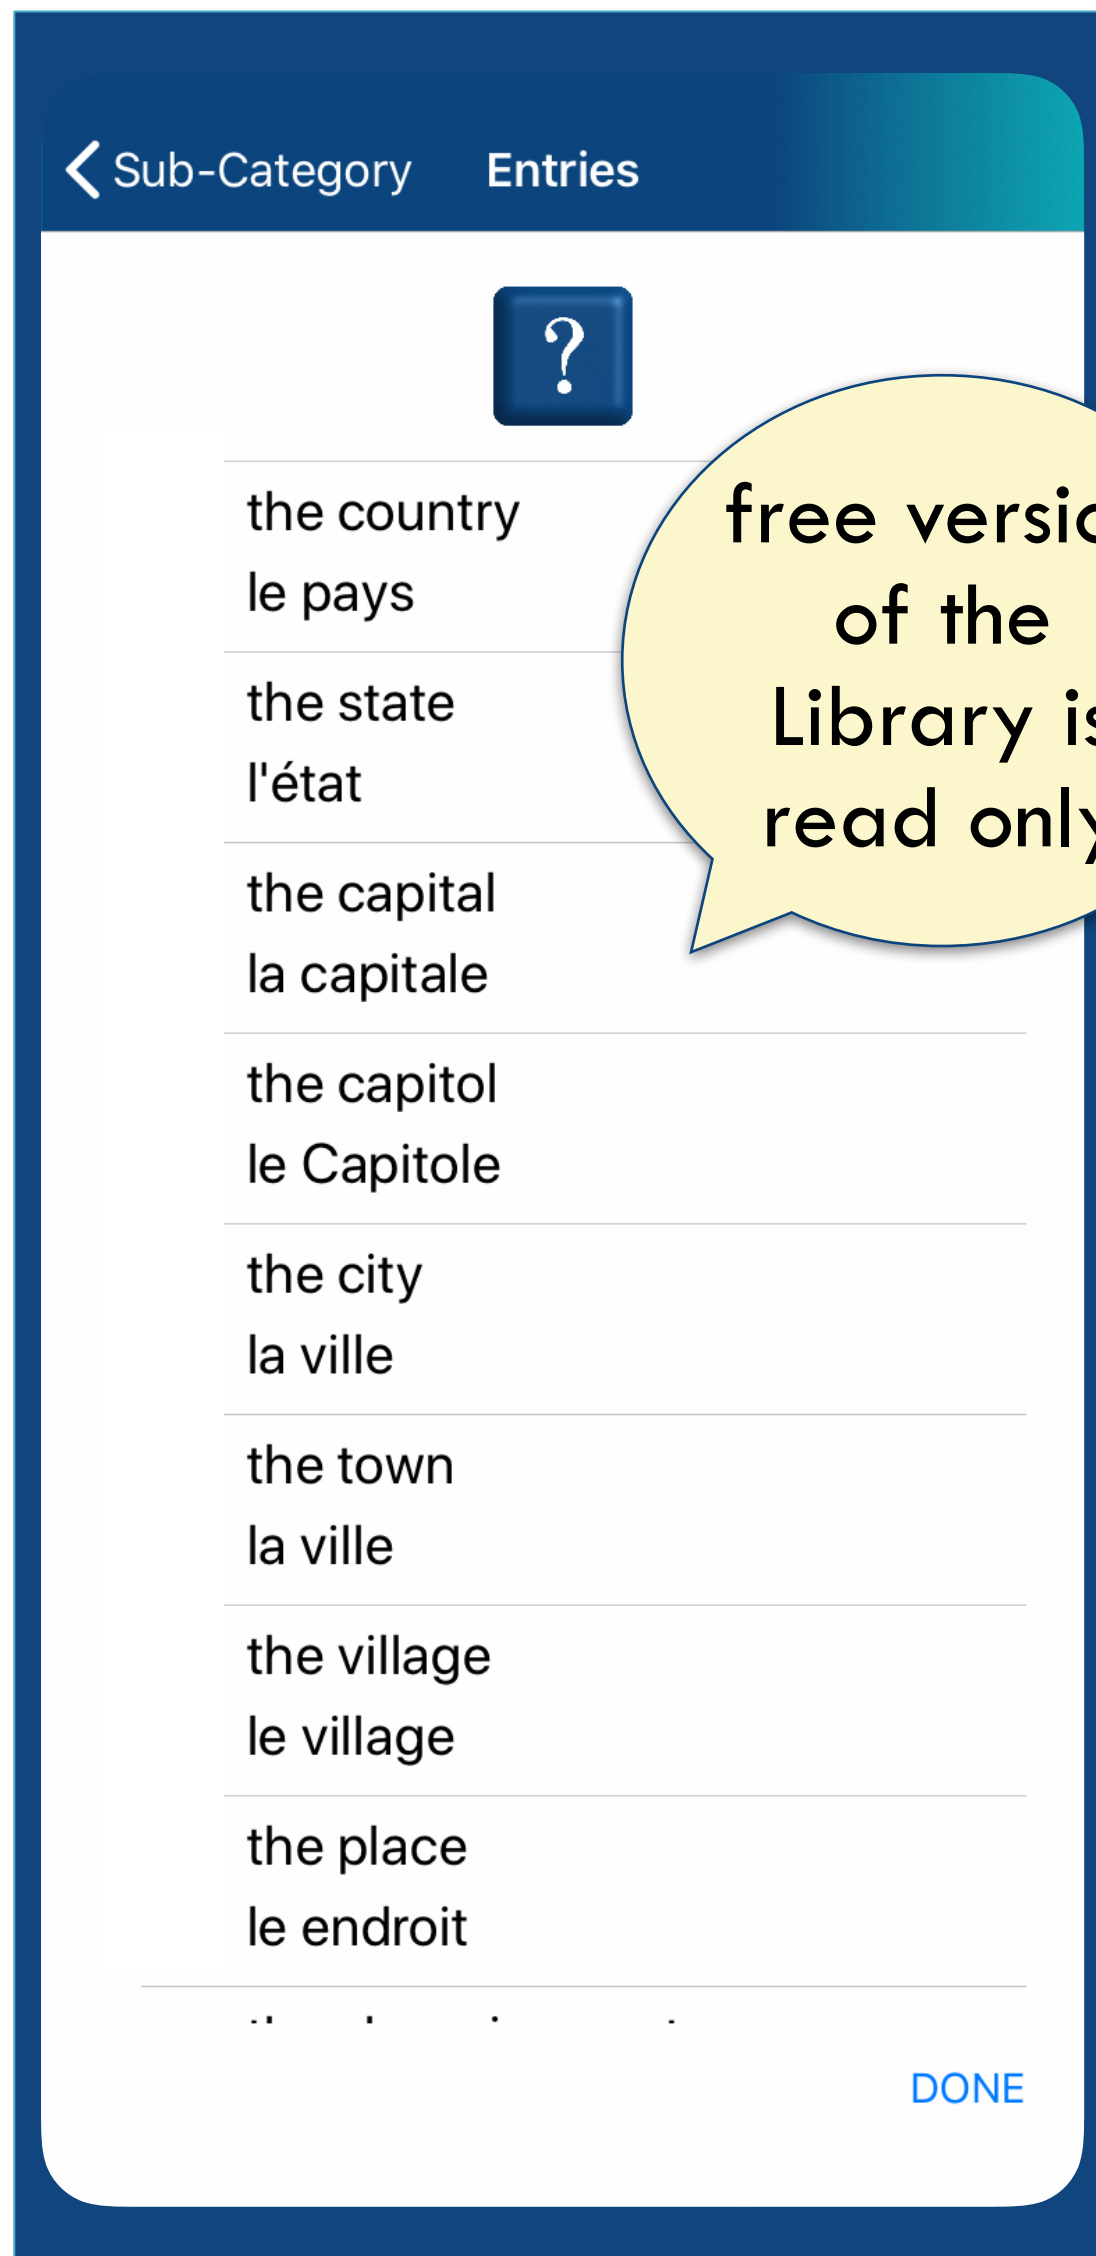 Sub-Category Entries
?
the country
le pays
the state
l'état
the capital
la capitale
the capitol
le Capitole
the city
la ville
the town
la ville
the village
le village
the place
le endroit
free
of the
Library
read
DONE